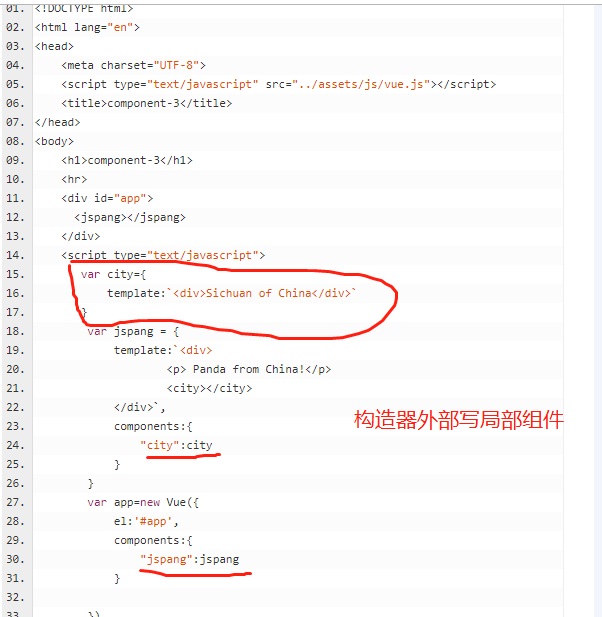 01. <!DOCTYPE html>
02. <html lang="en">
03. <head>
04. <meta charset="UTF-8">
05. <script type="text/javascript" src="../assets/js/vue.js"></script>
06. <title>component-3</title>
07. </head>
08. <body>
09. <h1>component-3</h1>
10. <hr>
11. <div id="app">
12. <jspang></jspang>
13. </div>
14. <script type="text/javascript">
15. var city={
16. template:`<div>Sichuan of China</div>`
17. }
18. var jspang = {
19. template:`<div>
20. <p> Panda from China!</p>
21. <city></city>
22. </div>`,
构造器外部写局部组件
23. components:{
24. "city":city
25. }
26. }
27. var app=new Vue({
28. el:'#app',
29. components:{
30. "jspang":jspang
31. }
32.
33. })